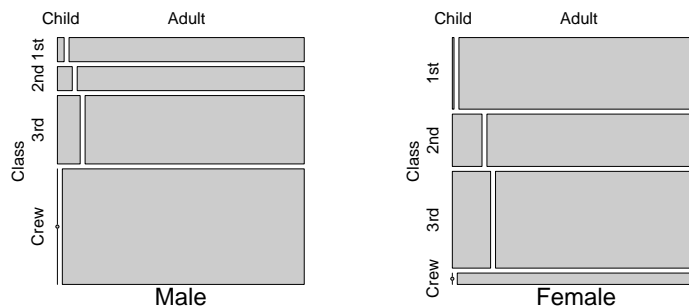 Child Adult
1st
2nd
3rd
Crew
Class
Male
Child Adult
1st
2nd
3rd
Crew
Class
Female